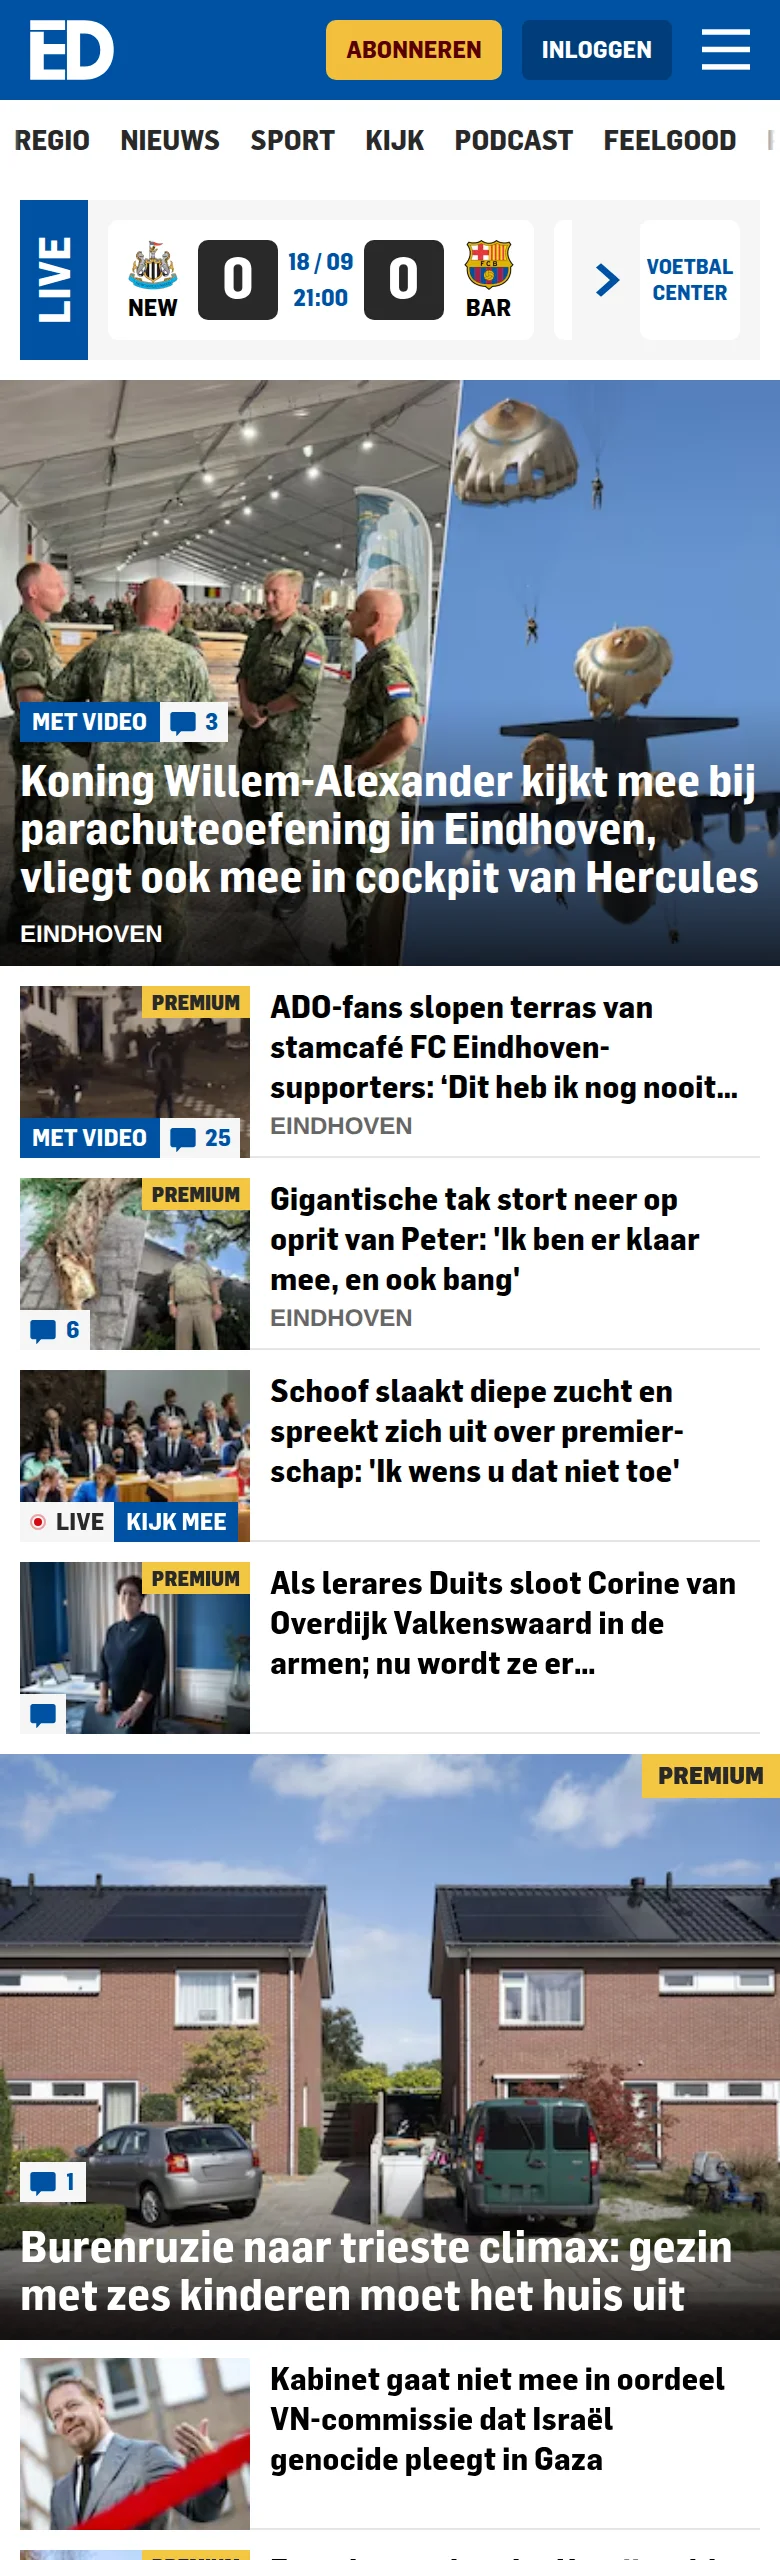 ED
ABONNEREN
INLOGGEN
REGIO NIEUWS SPORT KIJK PODCAST FEELGOOD
LIVE
NEW
0
18 / 09
21:00
0
BAR
VOETBAL
CENTER
MET VIDEO
3
Koning Willem-Alexander kijkt mee bij
parachuteoefening in Eindhoven,
vliegt ook mee in cockpit van Hercules
EINDHOVEN
PREMIUM
MET VIDEO
25
ADO-fans slopen terras van
stamcafé FC Eindhoven-
supporters: ‘Dit heb ik nog nooit...
EINDHOVEN
PREMIUM
6
Gigantische tak stort neer op
oprit van Peter: 'Ik ben er klaar
mee, en ook bang'
EINDHOVEN
LIVE
KIJK MEE
Schoof slaakt diepe zucht en
spreekt zich uit over premier-
schap: 'Ik wens u dat niet toe'
PREMIUM
Als lerares Duits sloot Corine van
Overdijk Valkenswaard in de
armen; nu wordt ze er...
PREMIUM
1
Burenruzie naar trieste climax: gezin
met zes kinderen moet het huis uit
Kabinet gaat niet mee in oordeel
VN-commissie dat Israël
genocide pleegt in Gaza